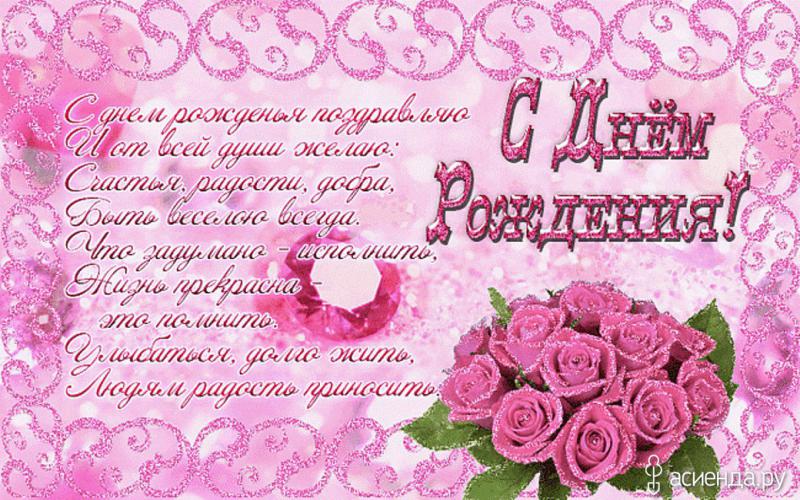 С днем рожденья поздравляю
И от всей души желаю:
Счастья, радости, добра,
Быть веселою всегда.
Что задумано - исполнить,
Жизнь прекрасна -
это помнить.
Улыбаться, долго жить,
Людям радость приносить.
С Днём
Рождения!
асиенда.ру